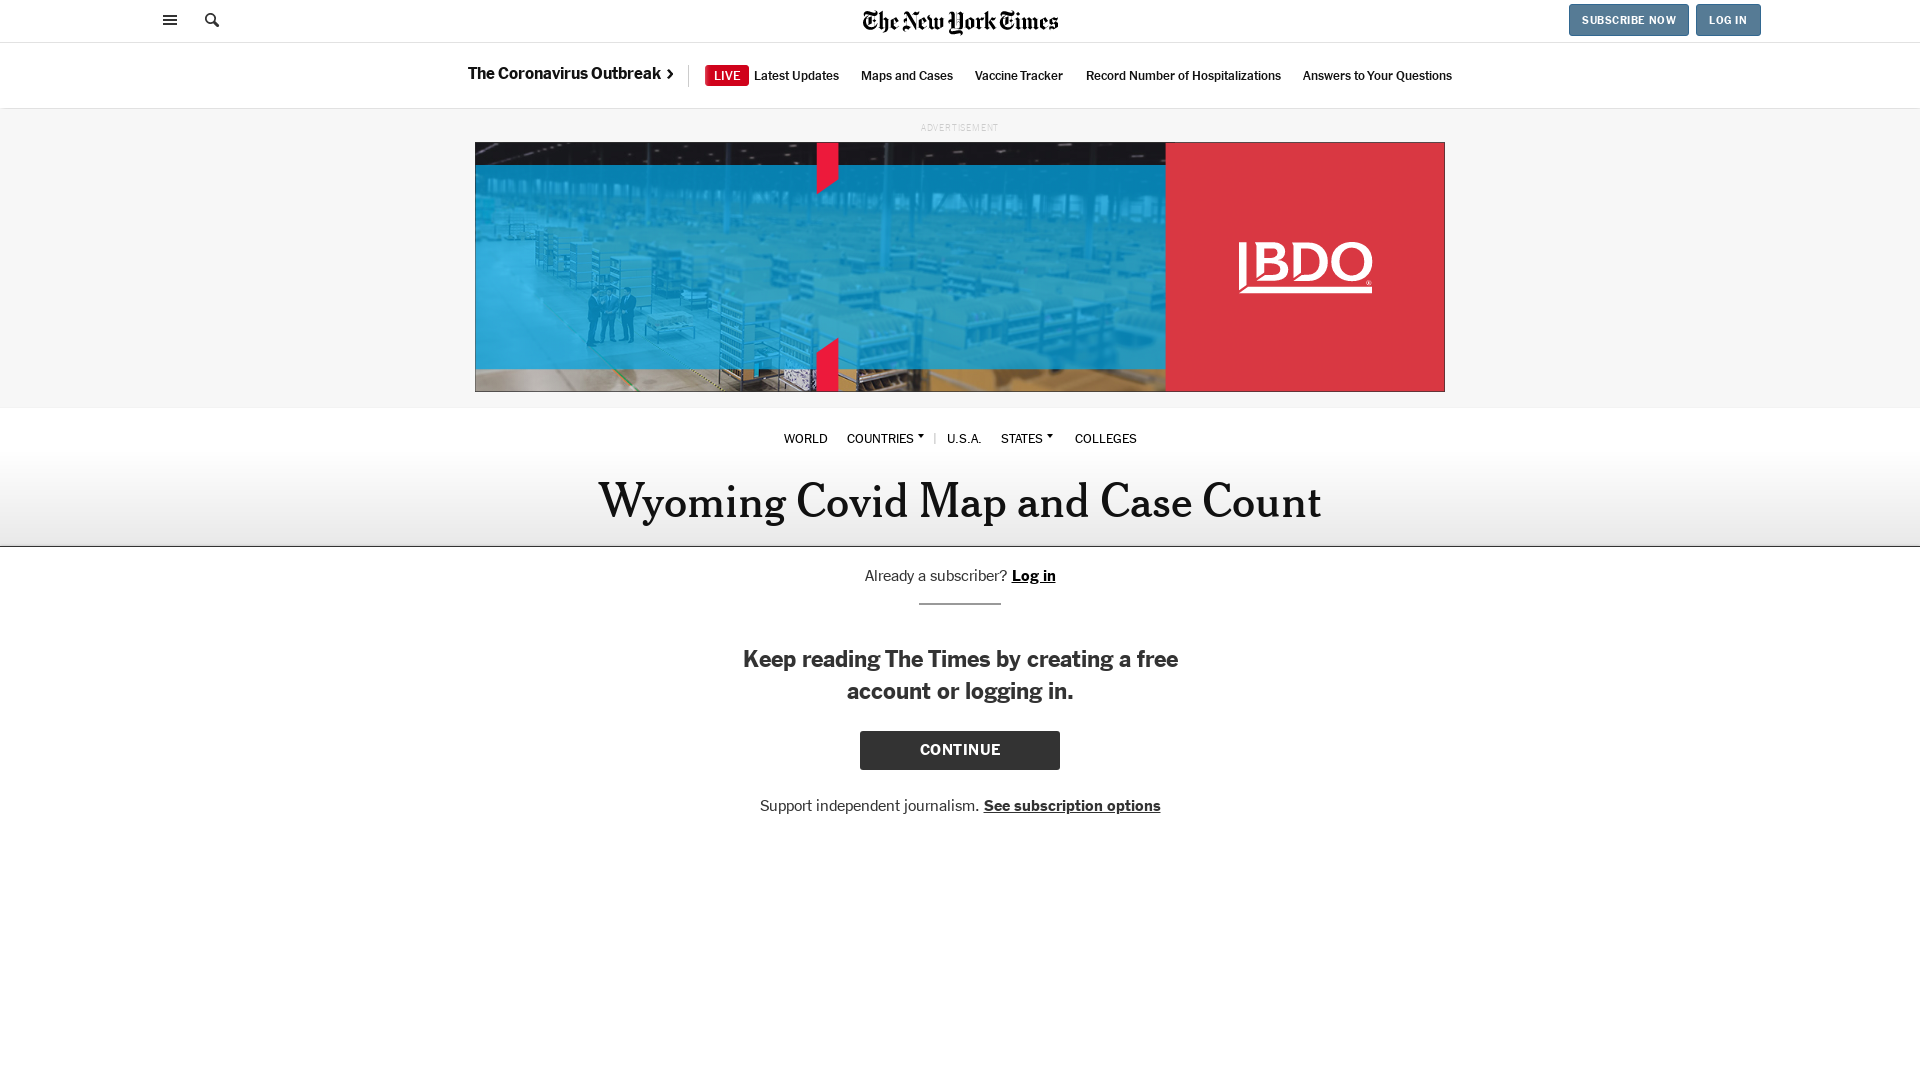 The New York Times
SUBSCRIBE NOW
LOG IN
The Coronavirus Outbreak ›
LIVE Latest Updates
Maps and Cases
Vaccine Tracker
Record Number of Hospitalizations
Answers to Your Questions
ADVERTISEMENT
BDO
®
WORLD COUNTRIES | U.S.A. STATES COLLEGES
Wyoming Covid Map and Case Count
Already a subscriber? Log in
Keep reading The Times by creating a free
account or logging in.
CONTINUE
Support independent journalism. See subscription options